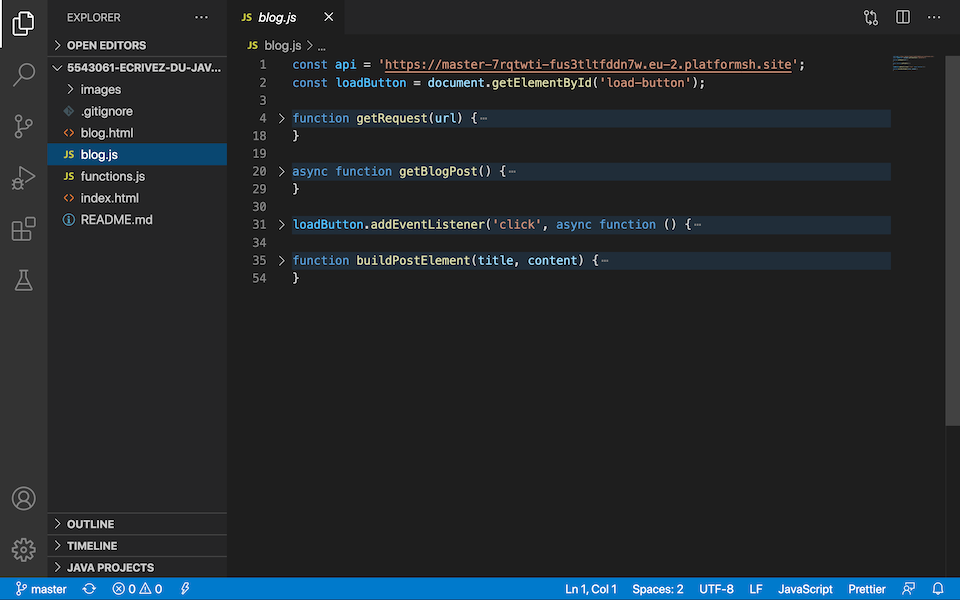 EXPLORER
OPEN EDITORS
5543061-ECRIVEZ-DU-JAV...
images
.gitignore
<> blog.html
JS blog.js
JS functions.js
<> index.html
README.md
OUTLINE
TIMELINE
JAVA PROJECTS
JS blog.js
JS blog.js > ...
1 const api = 'https://master-7rqtwti-fus3tltfddn7w.eu-2.platformsh.site';
2 const loadButton = document.getElementById('load-button');
3
4 function getRequest(url) {⋯
18 }
19
20 async function getBlogPost() {⋯
29 }
30
31 loadButton.addEventListener('click', async function () {⋯
34
35 function buildPostElement(title, content) {⋯
54 }
master 0 0 Ln 1, Col 1 Spaces: 2 UTF-8 LF JavaScript Prettier